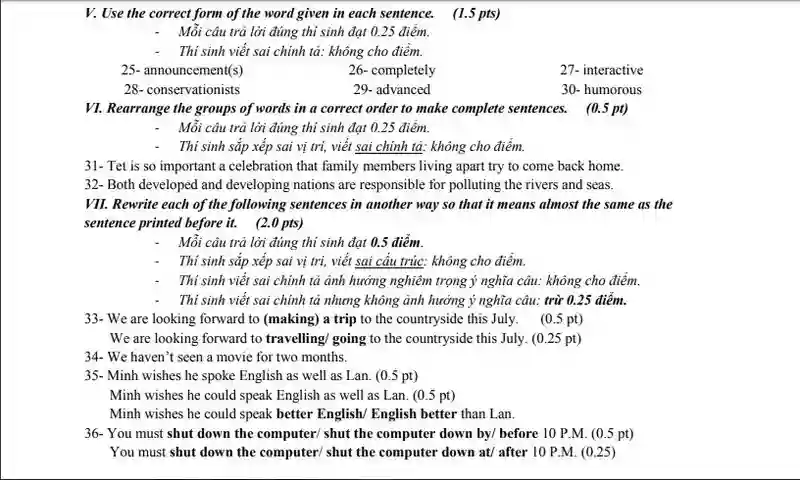 V. Use the correct form of the word given in each sentence. (1.5 pts)
- Mỗi câu trả lời đúng thí sinh đạt 0.25 điểm.
- Thí sinh viết sai chính tả: không cho điểm.
25- announcement(s) 26- completely 27- interactive
28- conservationists 29- advanced 30- humorous
VI. Rearrange the groups of words in a correct order to make complete sentences. (0.5 pt)
- Mỗi câu trả lời đúng thí sinh đạt 0.25 điểm.
- Thí sinh sắp xếp sai vị trí, viết sai chính tả: không cho điểm.
31- Tet is so important a celebration that family members living apart try to come back home.
32- Both developed and developing nations are responsible for polluting the rivers and seas.
VII. Rewrite each of the following sentences in another way so that it means almost the same as the
sentence printed before it. (2.0 pts)
- Mỗi câu trả lời đúng thí sinh đạt 0.5 điểm.
- Thí sinh sắp xếp sai vị trí, viết sai cấu trúc: không cho điểm.
- Thí sinh viết sai chính tả ảnh hưởng nghiêm trọng ý nghĩa câu: không cho điểm.
- Thí sinh viết sai chính tả nhưng không ảnh hưởng ý nghĩa câu: trừ 0.25 điểm.
33- We are looking forward to (making) a trip to the countryside this July. (0.5 pt)
We are looking forward to travelling/ going to the countryside this July. (0.25 pt)
34- We haven't seen a movie for two months.
35- Minh wishes he spoke English as well as Lan. (0.5 pt)
Minh wishes he could speak English as well as Lan. (0.5 pt)
Minh wishes he could speak better English/ English better than Lan.
36- You must shut down the computer/ shut the computer down by/ before 10 P.M. (0.5 pt)
You must shut down the computer/ shut the computer down at/ after 10 P.M. (0.25)